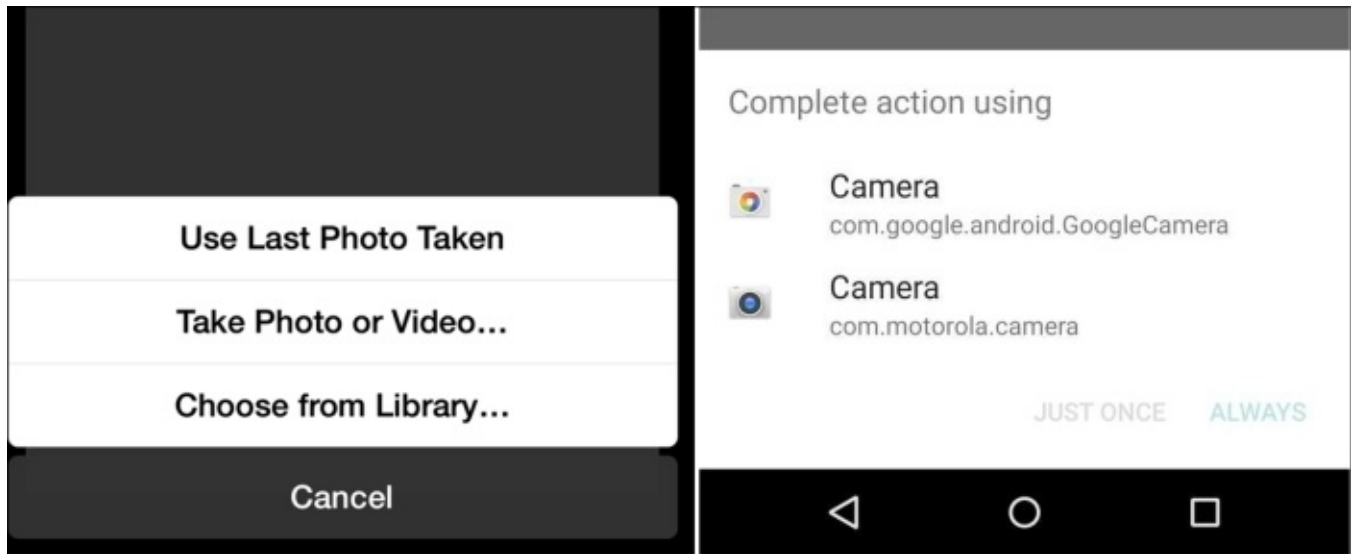 Use Last Photo Taken
Take Photo or Video...
Choose from Library...
Cancel
Complete action using
Camera
com.google.android.GoogleCamera
Camera
com.motorola.camera
JUST ONCE ALWAYS